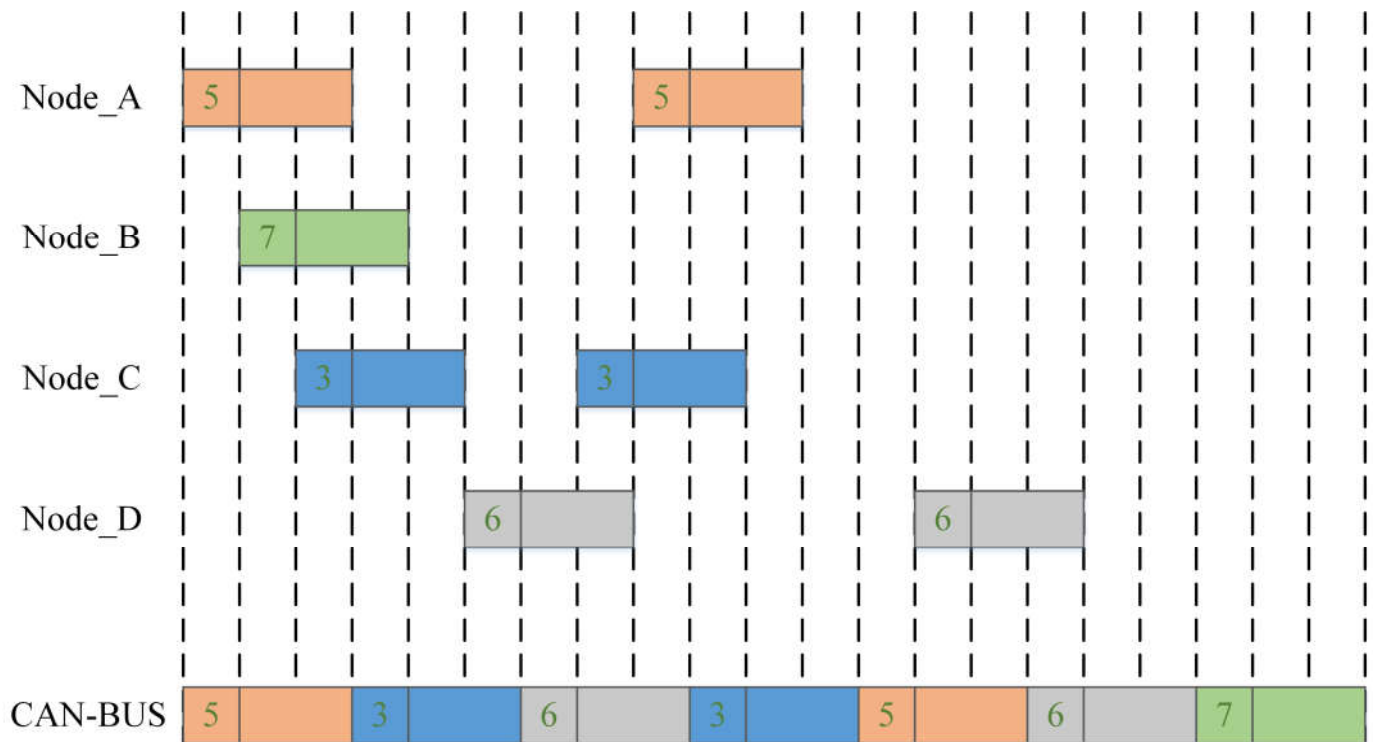 Node_A 5 5
Node_B 7
Node_C 3 3
Node_D 6 6
CAN-BUS 5 3 6 3 5 6 7